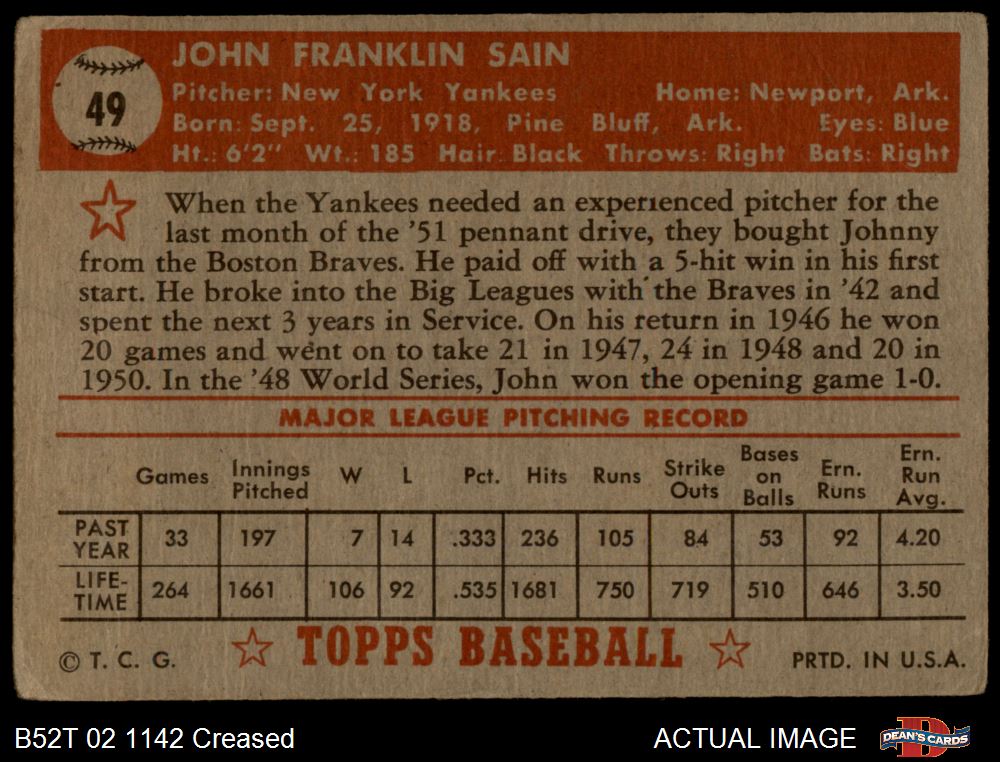 49
JOHN FRANKLIN SAIN
Pitcher: New York Yankees Home: Newport, Ark.
Born: Sept. 25, 1918, Pine Bluff, Ark. Eyes: Blue
Ht.: 6'2" Wt.: 185 Hair: Black Throws: Right Bats: Right
When the Yankees needed an experienced pitcher for the
last month of the '51 pennant drive, they bought Johnny
from the Boston Braves. He paid off with a 5-hit win in his first
start. He broke into the Big Leagues with the Braves in '42 and
spent the next 3 years in Service. On his return in 1946 he won
20 games and went on to take 21 in 1947, 24 in 1948 and 20 in
1950. In the '48 World Series, John won the opening game 1-0.
MAJOR LEAGUE PITCHING RECORD
Games Innings Pitched W L Pct. Hits Runs Strike Outs Bases on Balls Ern. Runs Ern. Run Avg.
PAST YEAR 33 197 7 14 .333 236 105 84 53 92 4.20
LIFE-TIME 264 1661 106 92 .535 1681 750 719 510 646 3.50
© T. C. G. TOPPS BASEBALL PRTD. IN U.S.A.
B52T 02 1142 Creased ACTUAL IMAGE DEAN'S CARDS